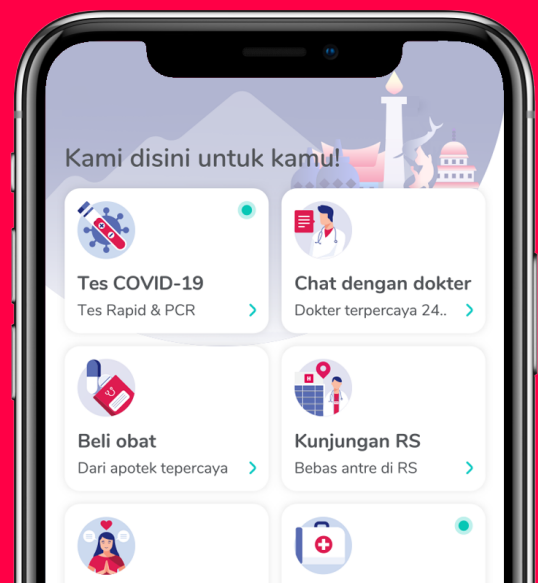 Kami disini untuk kamu!
Tes COVID-19
Tes Rapid & PCR
Chat dengan dokter
Dokter terpercaya 24..
Beli obat
Dari apotek tepercaya
Kunjungan RS
Bebas antre di RS